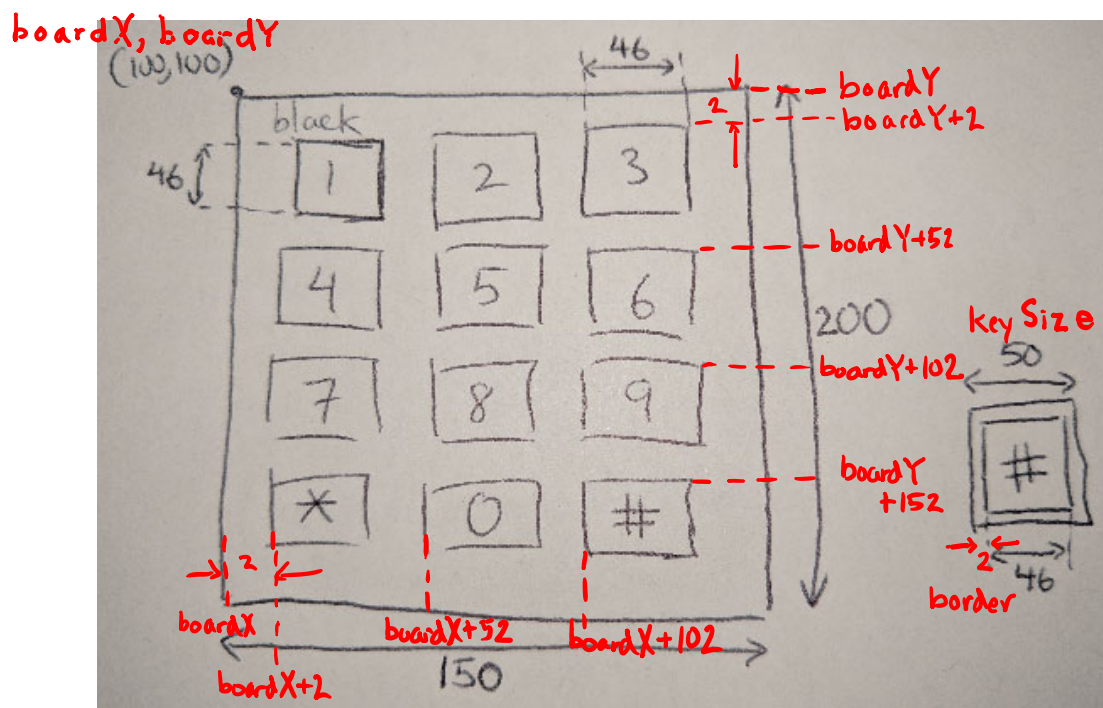 boardX, boardY
(100,100)
46
boardY
2
boardY+2
black
46
1 2 3
boardY+52
4 5 6
200
keySize
50
boardY+102
7 8 9
#
boardY
+152
* 0 #
2
2
46
border
boardX
boardX+52
boardX+102
boardX+2
150